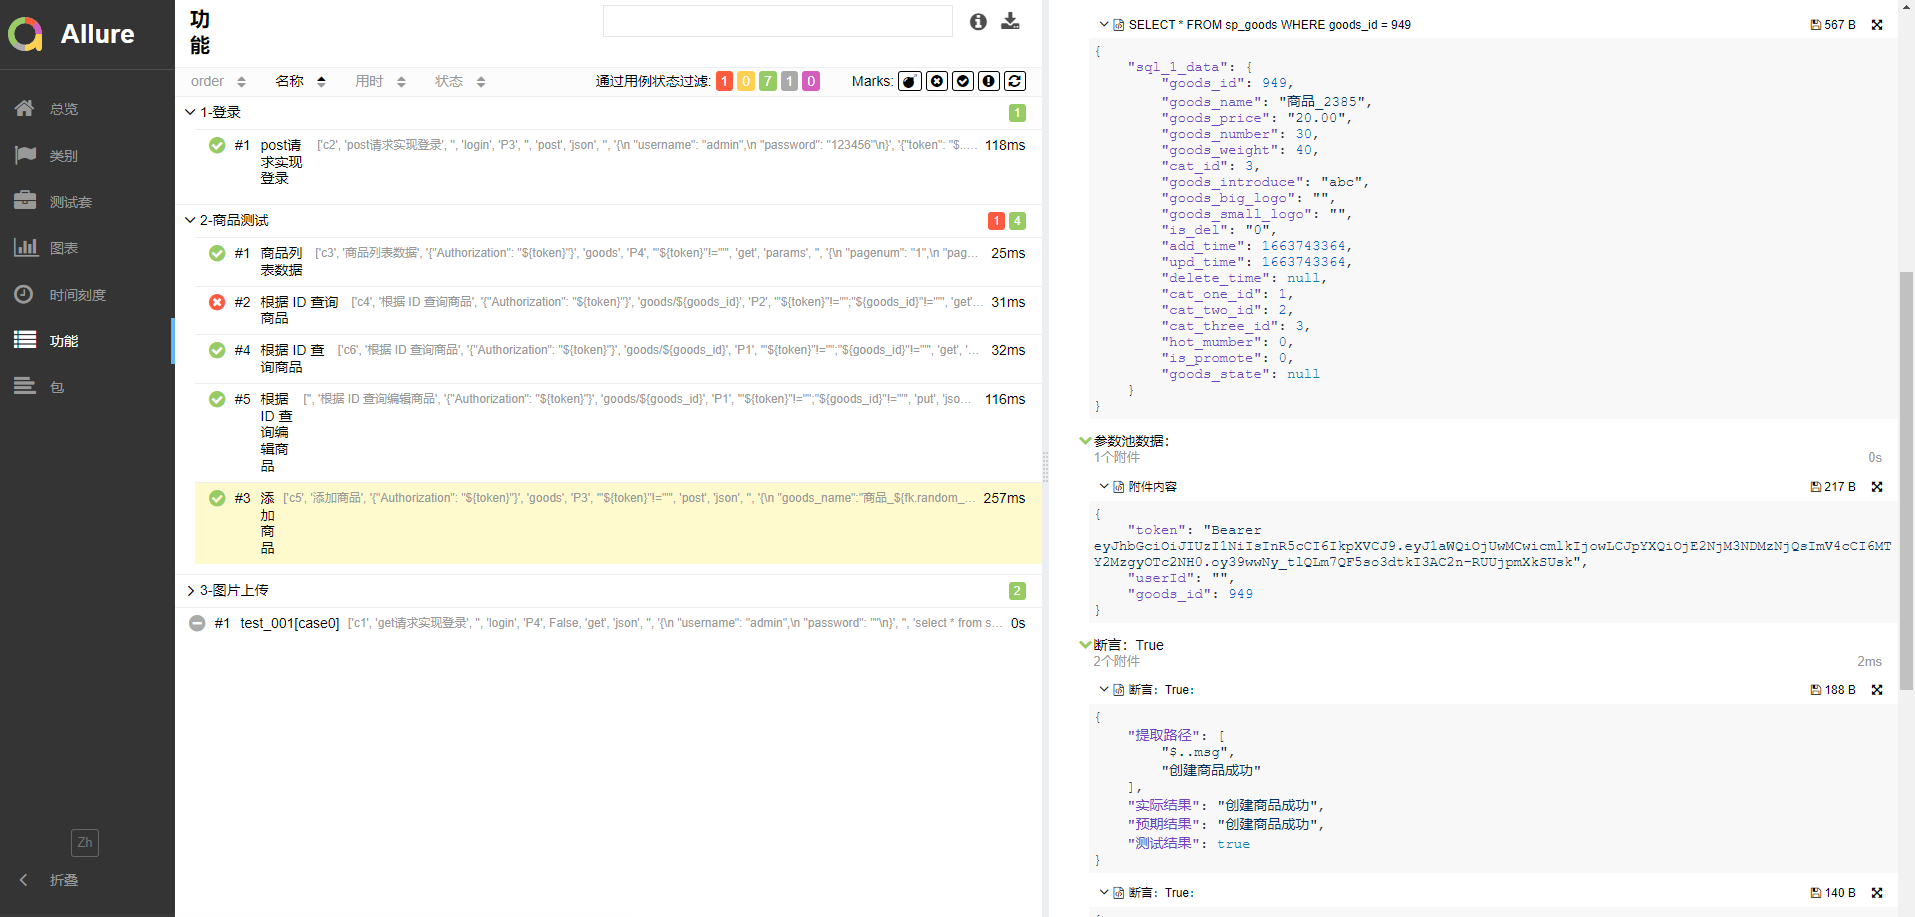 Allure
总览
类别
测试套
图表
时间刻度
功能
包
Zh
折叠
功
能
order 名称 用时 状态 通过用例状态过滤: 1 0 7 1 0 Marks:
1-登录 1
#1 post请求实现登录 ['c2', 'post请求实现登录', '', 'login', 'P3', '', 'post', 'json', '', '{\n "username": "admin",\n "password": "123456"\n}', '{"token": "$.… 118ms
2-商品测试 1 4
#1 商品列表数据 ['c3', '商品列表数据', '{"Authorization": "${token}"}', 'goods', 'P4', '"${token}"!=""', 'get', 'params', '', '{\n "pagenum": "1",\n "pag… 25ms
#2 根据 ID 查询商品 ['c4', '根据 ID 查询商品', '{"Authorization": "${token}"}', 'goods/${goods_id}', 'P2', '"${token}"!="";"${goods_id}"!=""', 'get'… 31ms
#4 根据 ID 查询商品 ['c6', '根据 ID 查询商品', '{"Authorization": "${token}"}', 'goods/${goods_id}', 'P1', '"${token}"!="";"${goods_id}"!=""', 'get', '… 32ms
#5 根据 ID 查询编辑商品 ['', '根据 ID 查询编辑商品', '{"Authorization": "${token}"}', 'goods/${goods_id}', 'P1', '"${token}"!="";"${goods_id}"!=""', 'put', 'jso… 116ms
#3 添加商品 ['c5', '添加商品', '{"Authorization": "${token}"}', 'goods', 'P3', '"${token}"!=""', 'post', 'json', '', '{\n "goods_name":"商品_${fk.random_… 257ms
3-图片上传 2
#1 test_001[case0] ['c1', 'get请求实现登录', '', 'login', 'P4', False, 'get', 'json', '', '{\n "username": "admin",\n "password": ""\n}', '', 'select * from s… 0s
SELECT * FROM sp_goods WHERE goods_id = 949 567 B
{
"sql_1_data": {
"goods_id": 949,
"goods_name": "商品_2385",
"goods_price": "20.00",
"goods_number": 30,
"goods_weight": 40,
"cat_id": 3,
"goods_introduce": "abc",
"goods_big_logo": "",
"goods_small_logo": "",
"is_del": "0",
"add_time": 1663743364,
"upd_time": 1663743364,
"delete_time": null,
"cat_one_id": 1,
"cat_two_id": 2,
"cat_three_id": 3,
"hot_mumber": 0,
"is_promote": 0,
"goods_state": null
}
}
参数池数据:
1个附件 0s
附件内容 217 B
{
"token": "Bearer
eyJhbGciOiJIUzI1NiIsInR5cCI6IkpXVCJ9.eyJ1aWQiOjUwMCwicmlkIjowLCJpYXQiOjE2NjM3NDMzNjQsImV4cCI6MT
Y2MzgyOTc2NH0.oy39wwNy_tlQLm7QF5so3dtkI3AC2n-RUUjpmXkSUsk",
"userId": "",
"goods_id": 949
}
断言: True
2个附件 2ms
断言: True: 188 B
{
"提取路径": [
"$..msg",
"创建商品成功"
],
"实际结果": "创建商品成功",
"预期结果": "创建商品成功",
"测试结果": true
}
断言: True: 140 B
{